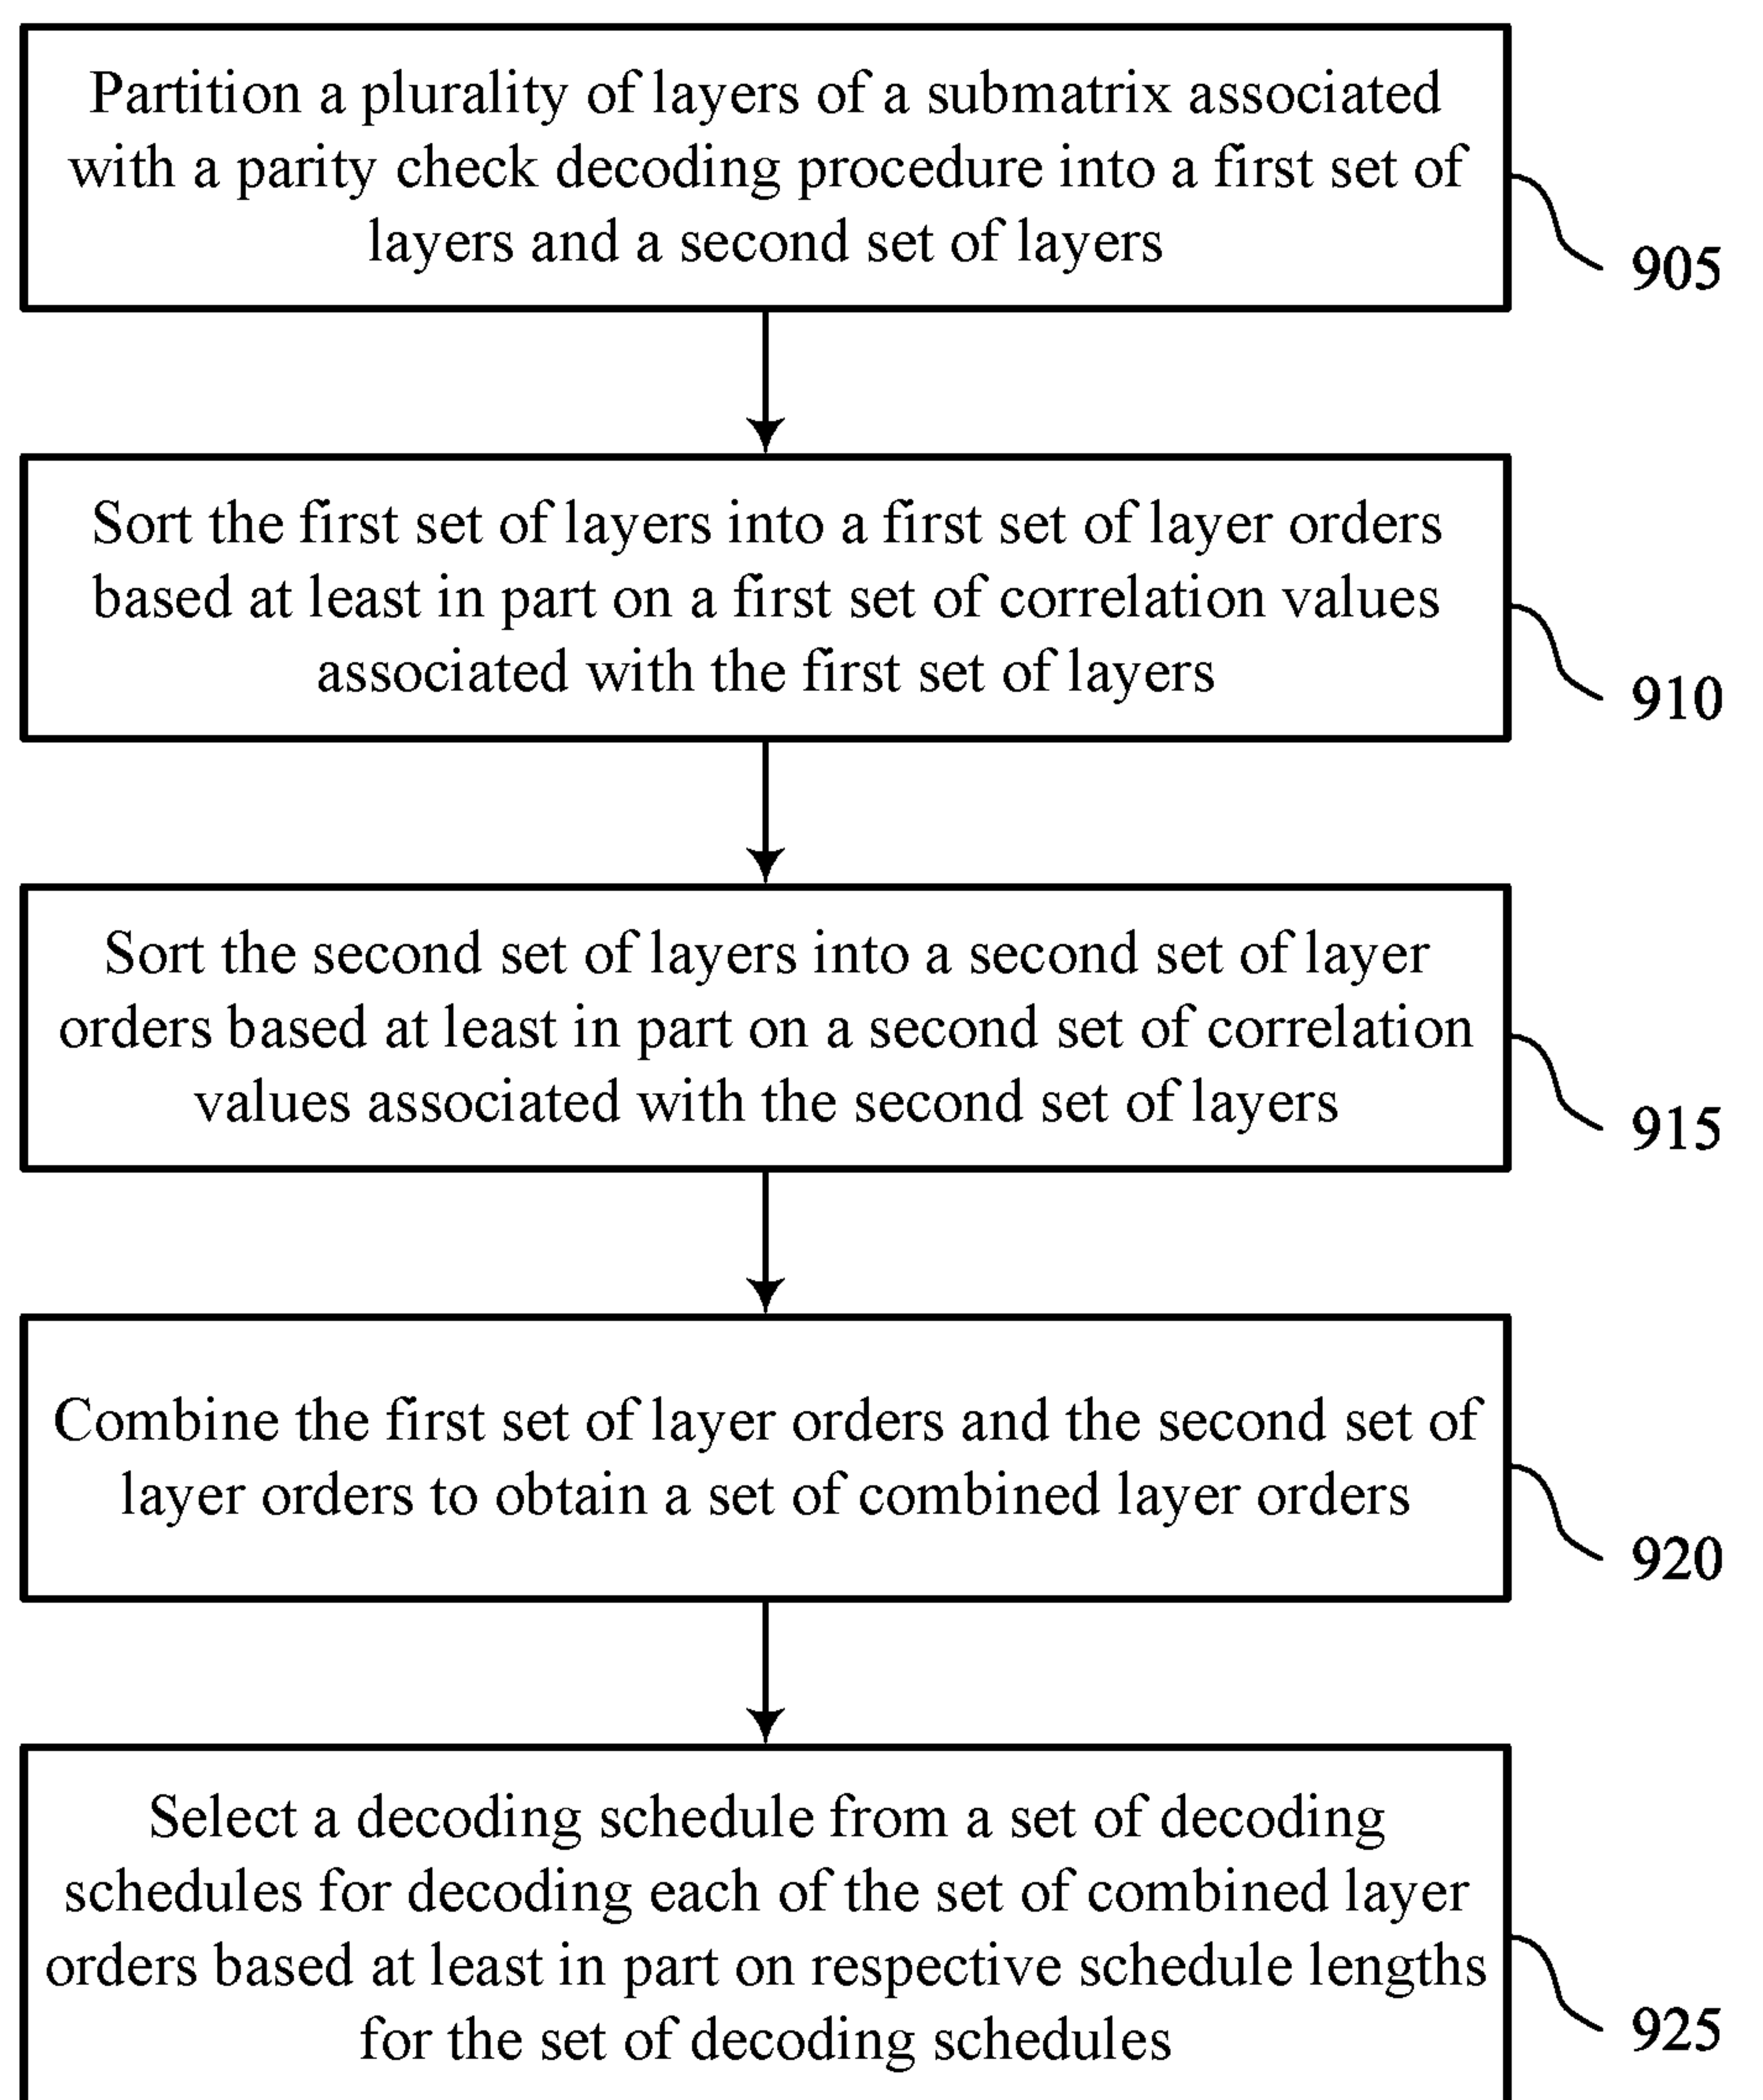 Partition a plurality of layers of a submatrix associated
with a parity check decoding procedure into a first set of
layers and a second set of layers
905
Sort the first set of layers into a first set of layer orders
based at least in part on a first set of correlation values
associated with the first set of layers
910
Sort the second set of layers into a second set of layer
orders based at least in part on a second set of correlation
values associated with the second set of layers
915
Combine the first set of layer orders and the second set of
layer orders to obtain a set of combined layer orders
920
Select a decoding schedule from a set of decoding
schedules for decoding each of the set of combined layer
orders based at least in part on respective schedule lengths
for the set of decoding schedules
925